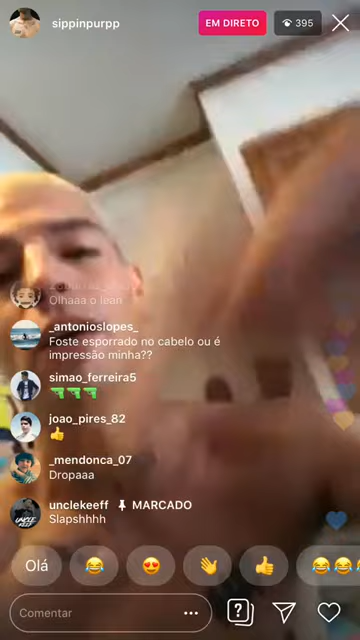 sippinpurpp
EM DIRETO
395
Olhaaa o lean
_antonioslopes_
Foste esporrado no cabelo ou é
impressão minha??
simao_ferreira5
joao_pires_82
_mendonca_07
Dropaaa
unclekeeff MARCADO
Slapshhhh
Olá
Comentar